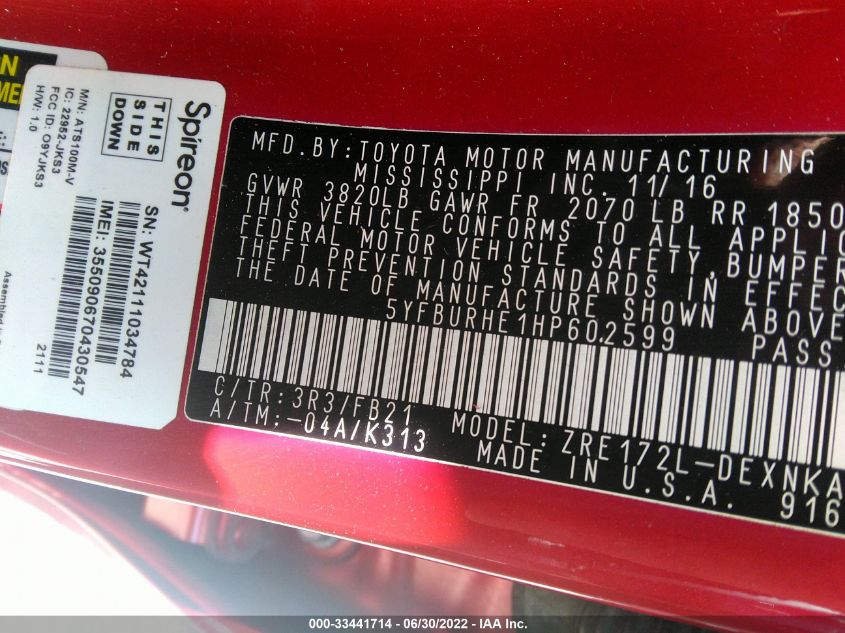 N
MEN
Spireon
THIS
SIDE
DOWN
M/N: ATS100M-V
IC: 22952-JKS3
FCC ID: O9YJKS3
H/W: 1.0
SN: WT42111034784
IMEI: 355090670430547
2111
Assembled
MFD.BY:TOYOTA MOTOR MANUFACTURING
MISSISSIPPI INC. 11/16
GVWR 3820LB GAWR FR 2070 LB RR 1850
THIS VEHICLE CONFORMS TO ALL APPLIC
FEDERAL MOTOR VEHICLE SAFETY,BUMPER
THEFT PREVENTION STANDARDS IN EFFEC
THE DATE OF MANUFACTURE SHOWN ABOVE
5YFBURHE1HP602599 PASS
C/TR:3R3/FB21
A/TM:-04A/K313
MODEL:ZRE172L-DEXNKA
MADE IN U.S.A. 916
000-33441714 - 06/30/2022 - IAA Inc.